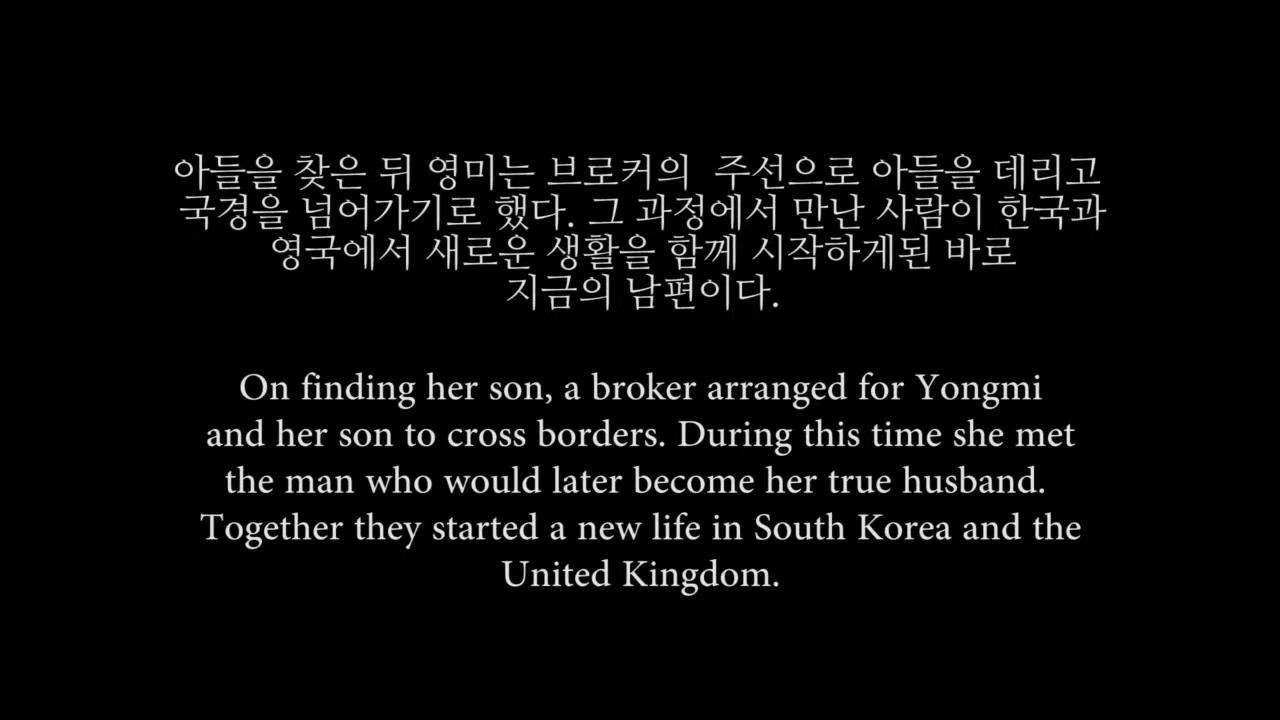 아들을 찾은 뒤 영미는 브로커의 주선으로 아들을 데리고
국경을 넘어가기로 했다. 그 과정에서 만난 사람이 한국과
영국에서 새로운 생활을 함께 시작하게된 바로
지금의 남편이다.
On finding her son, a broker arranged for Yongmi
and her son to cross borders. During this time she met
the man who would later become her true husband.
Together they started a new life in South Korea and the
United Kingdom.